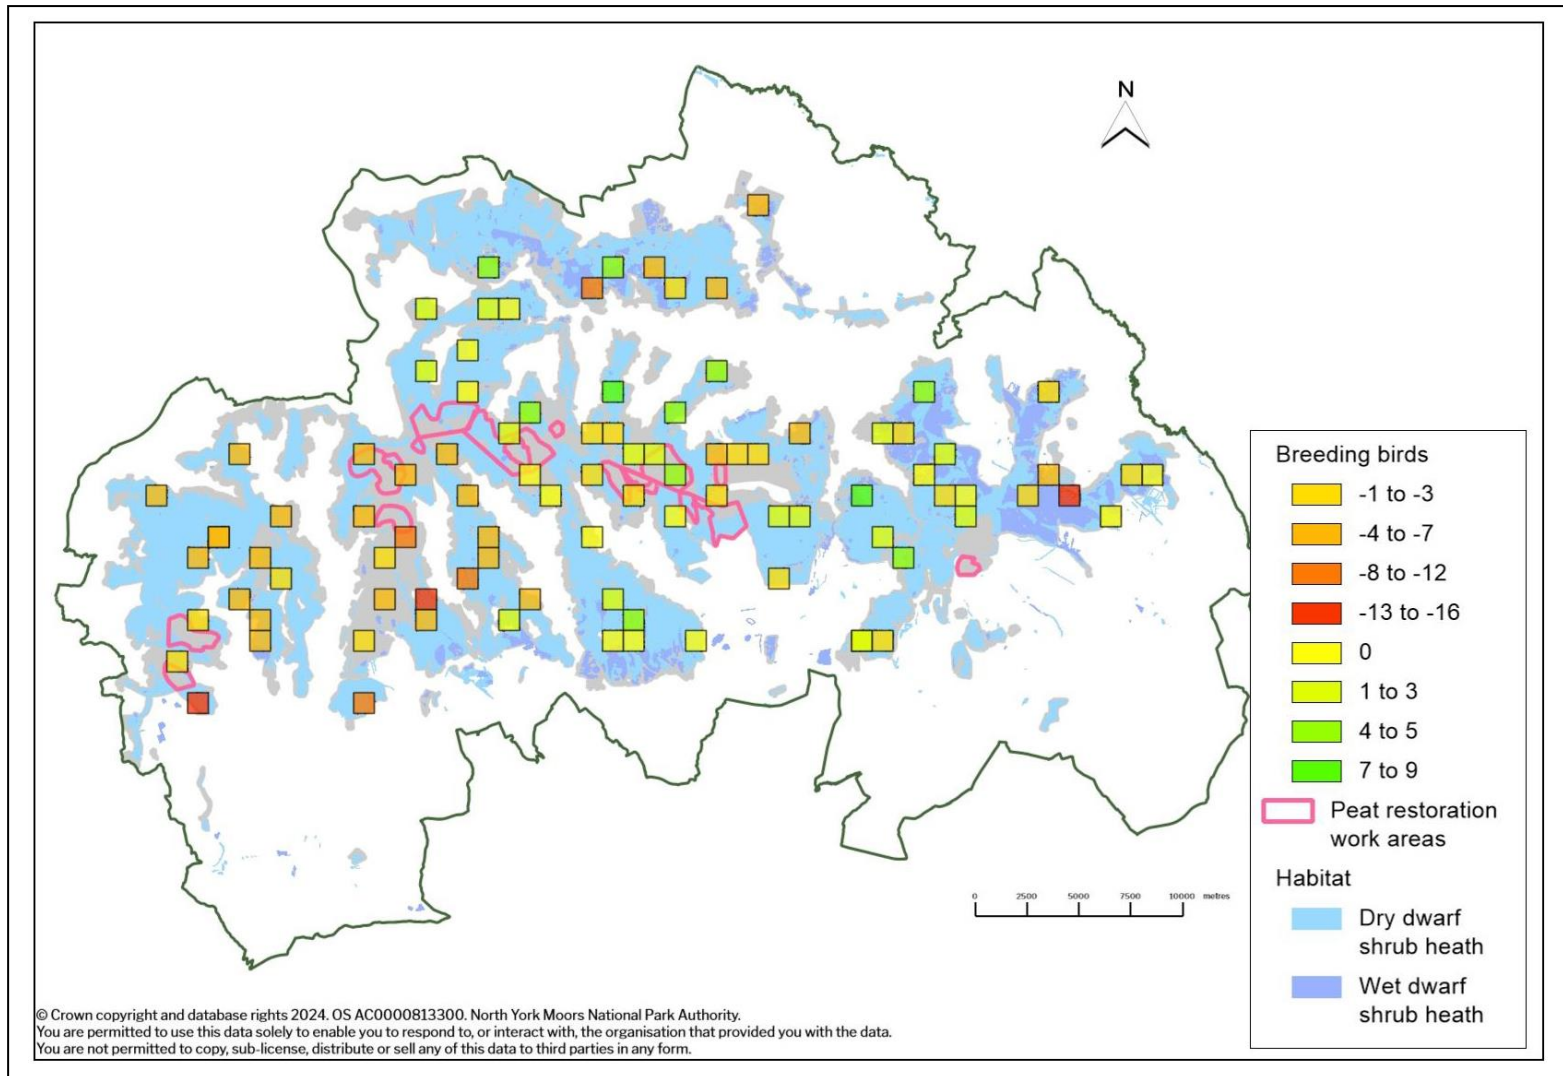 N
Breeding birds
-1 to -3
-4 to -7
-8 to -12
-13 to -16
0
1 to 3
4 to 5
7 to 9
Peat restoration
work areas
Habitat
Dry dwarf
shrub heath
Wet dwarf
shrub heath
0 2500 5000 7500 10000 metres
© Crown copyright and database rights 2024. OS AC0000813300. North York Moors National Park Authority.
You are permitted to use this data solely to enable you to respond to, or interact with, the organisation that provided you with the data.
You are not permitted to copy, sub-license, distribute or sell any of this data to third parties in any form.